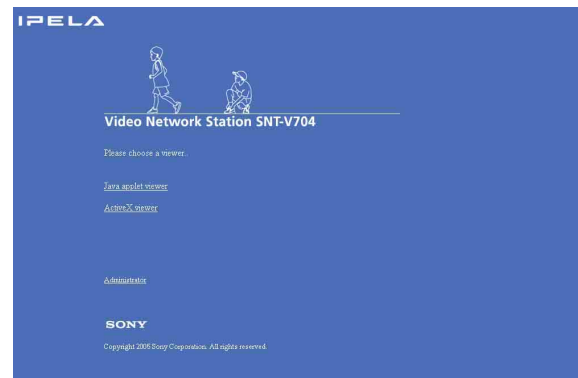 IPELA
Video Network Station SNT-V704
Please choose a viewer.
Java applet viewer
ActiveX viewer
Administrator
SONY
Copyright 2005 Sony Corporation. All rights reserved.